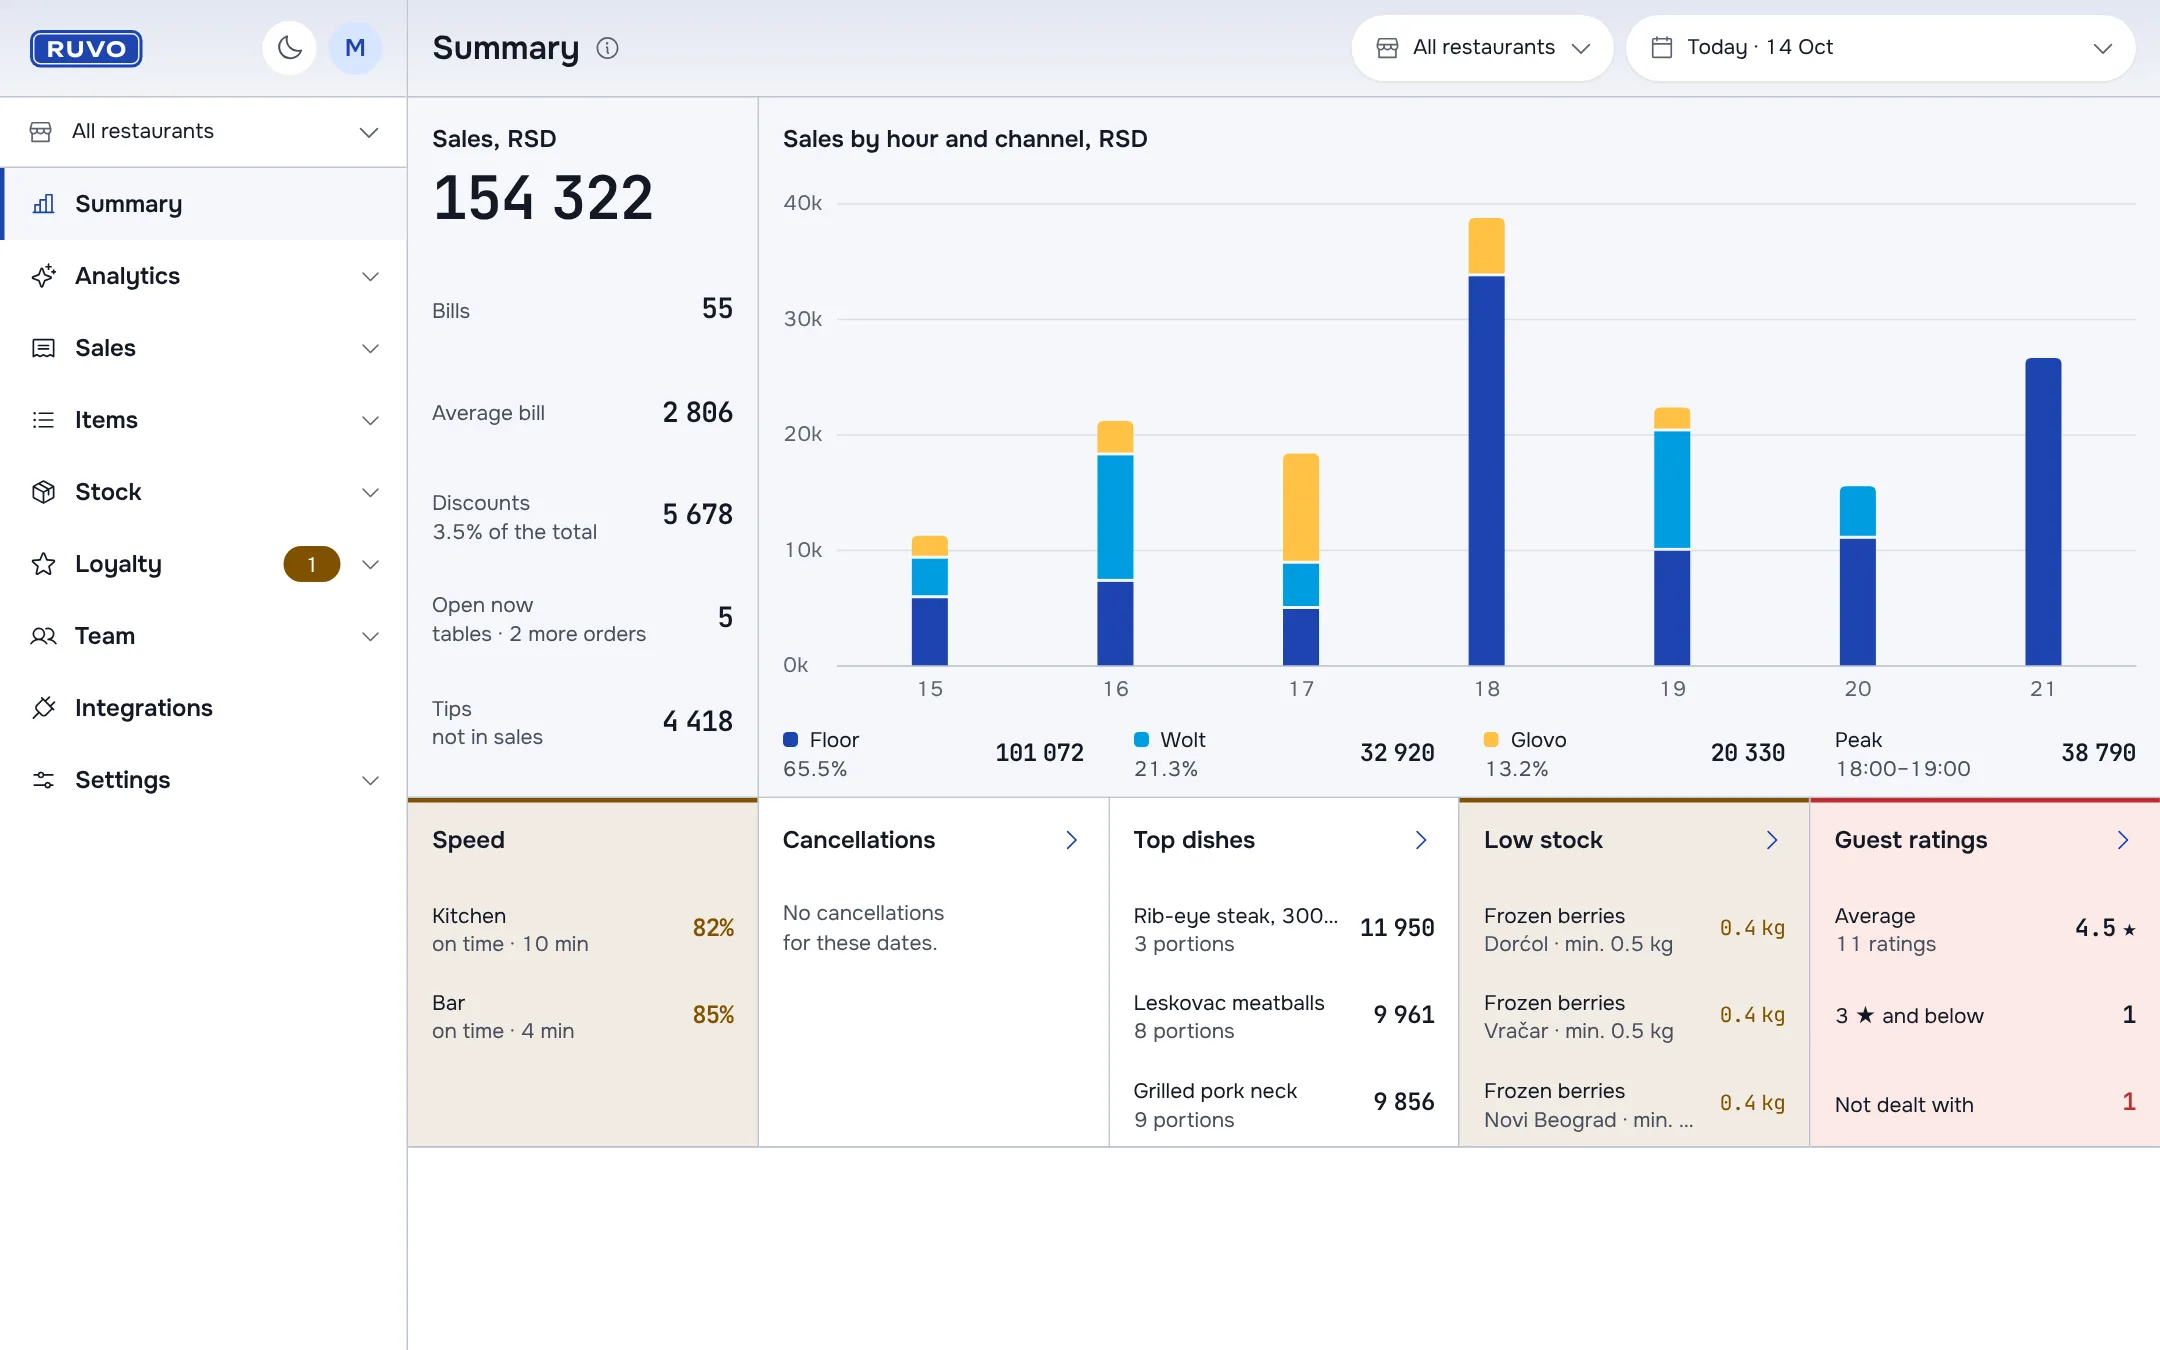 RUVO
M
Summary
All restaurants
Today · 14 Oct
All restaurants
Summary
Analytics
Sales
Items
Stock
Loyalty
1
Team
Integrations
Settings
Sales, RSD
154 322
Bills
55
Average bill
2 806
Discounts
3.5% of the total
5 678
Open now
tables · 2 more orders
5
Tips
not in sales
4 418
Sales by hour and channel, RSD
40k
30k
20k
10k
0k
15 16 17 18 19 20 21
Floor
65.5%
101 072
Wolt
21.3%
32 920
Glovo
13.2%
20 330
Peak
18:00–19:00
38 790
Speed
Kitchen
on time · 10 min
82%
Bar
on time · 4 min
85%
Cancellations
No cancellations
for these dates.
Top dishes
Rib-eye steak, 300...
3 portions
11 950
Leskovac meatballs
8 portions
9 961
Grilled pork neck
9 portions
9 856
Low stock
Frozen berries
Dorćol · min. 0.5 kg
0.4 kg
Frozen berries
Vračar · min. 0.5 kg
0.4 kg
Frozen berries
Novi Beograd · min. ...
0.4 kg
Guest ratings
Average
11 ratings
4.5 ★
3 ★ and below
1
Not dealt with
1